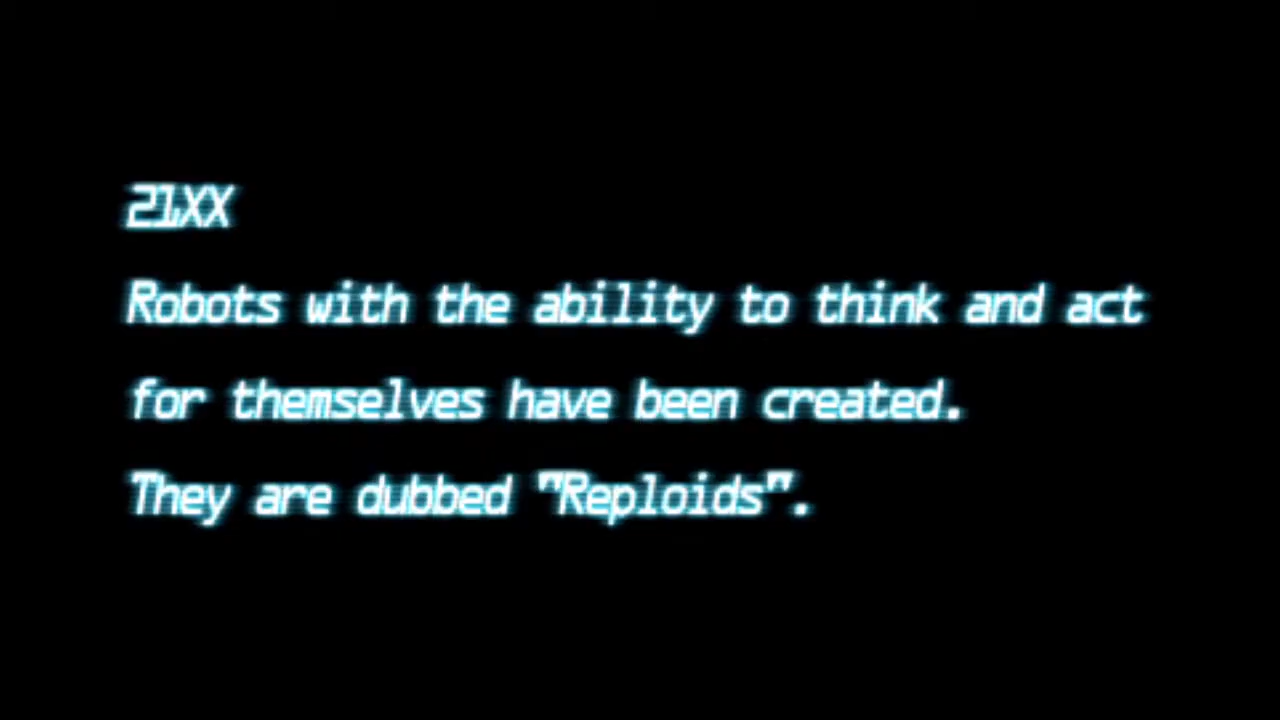 21XX
Robots with the ability to think and act
for themselves have been created.
They are dubbed "Reploids".